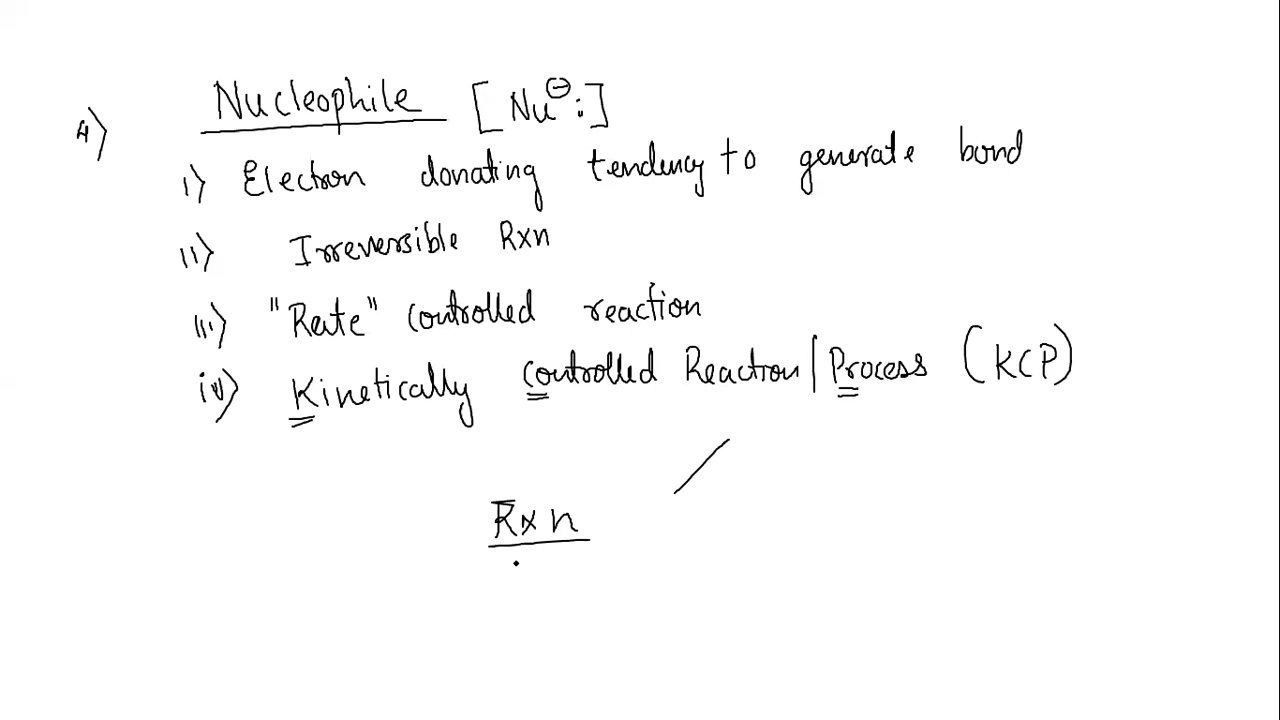 4) Nucleophile [Nu⊖:]
i) Electron donating tendency to generate bond
ii) Irreversible Rxn
iii) "Rate" controlled reaction
iv) Kinetically controlled Reaction/Process (KCP)
Rxn